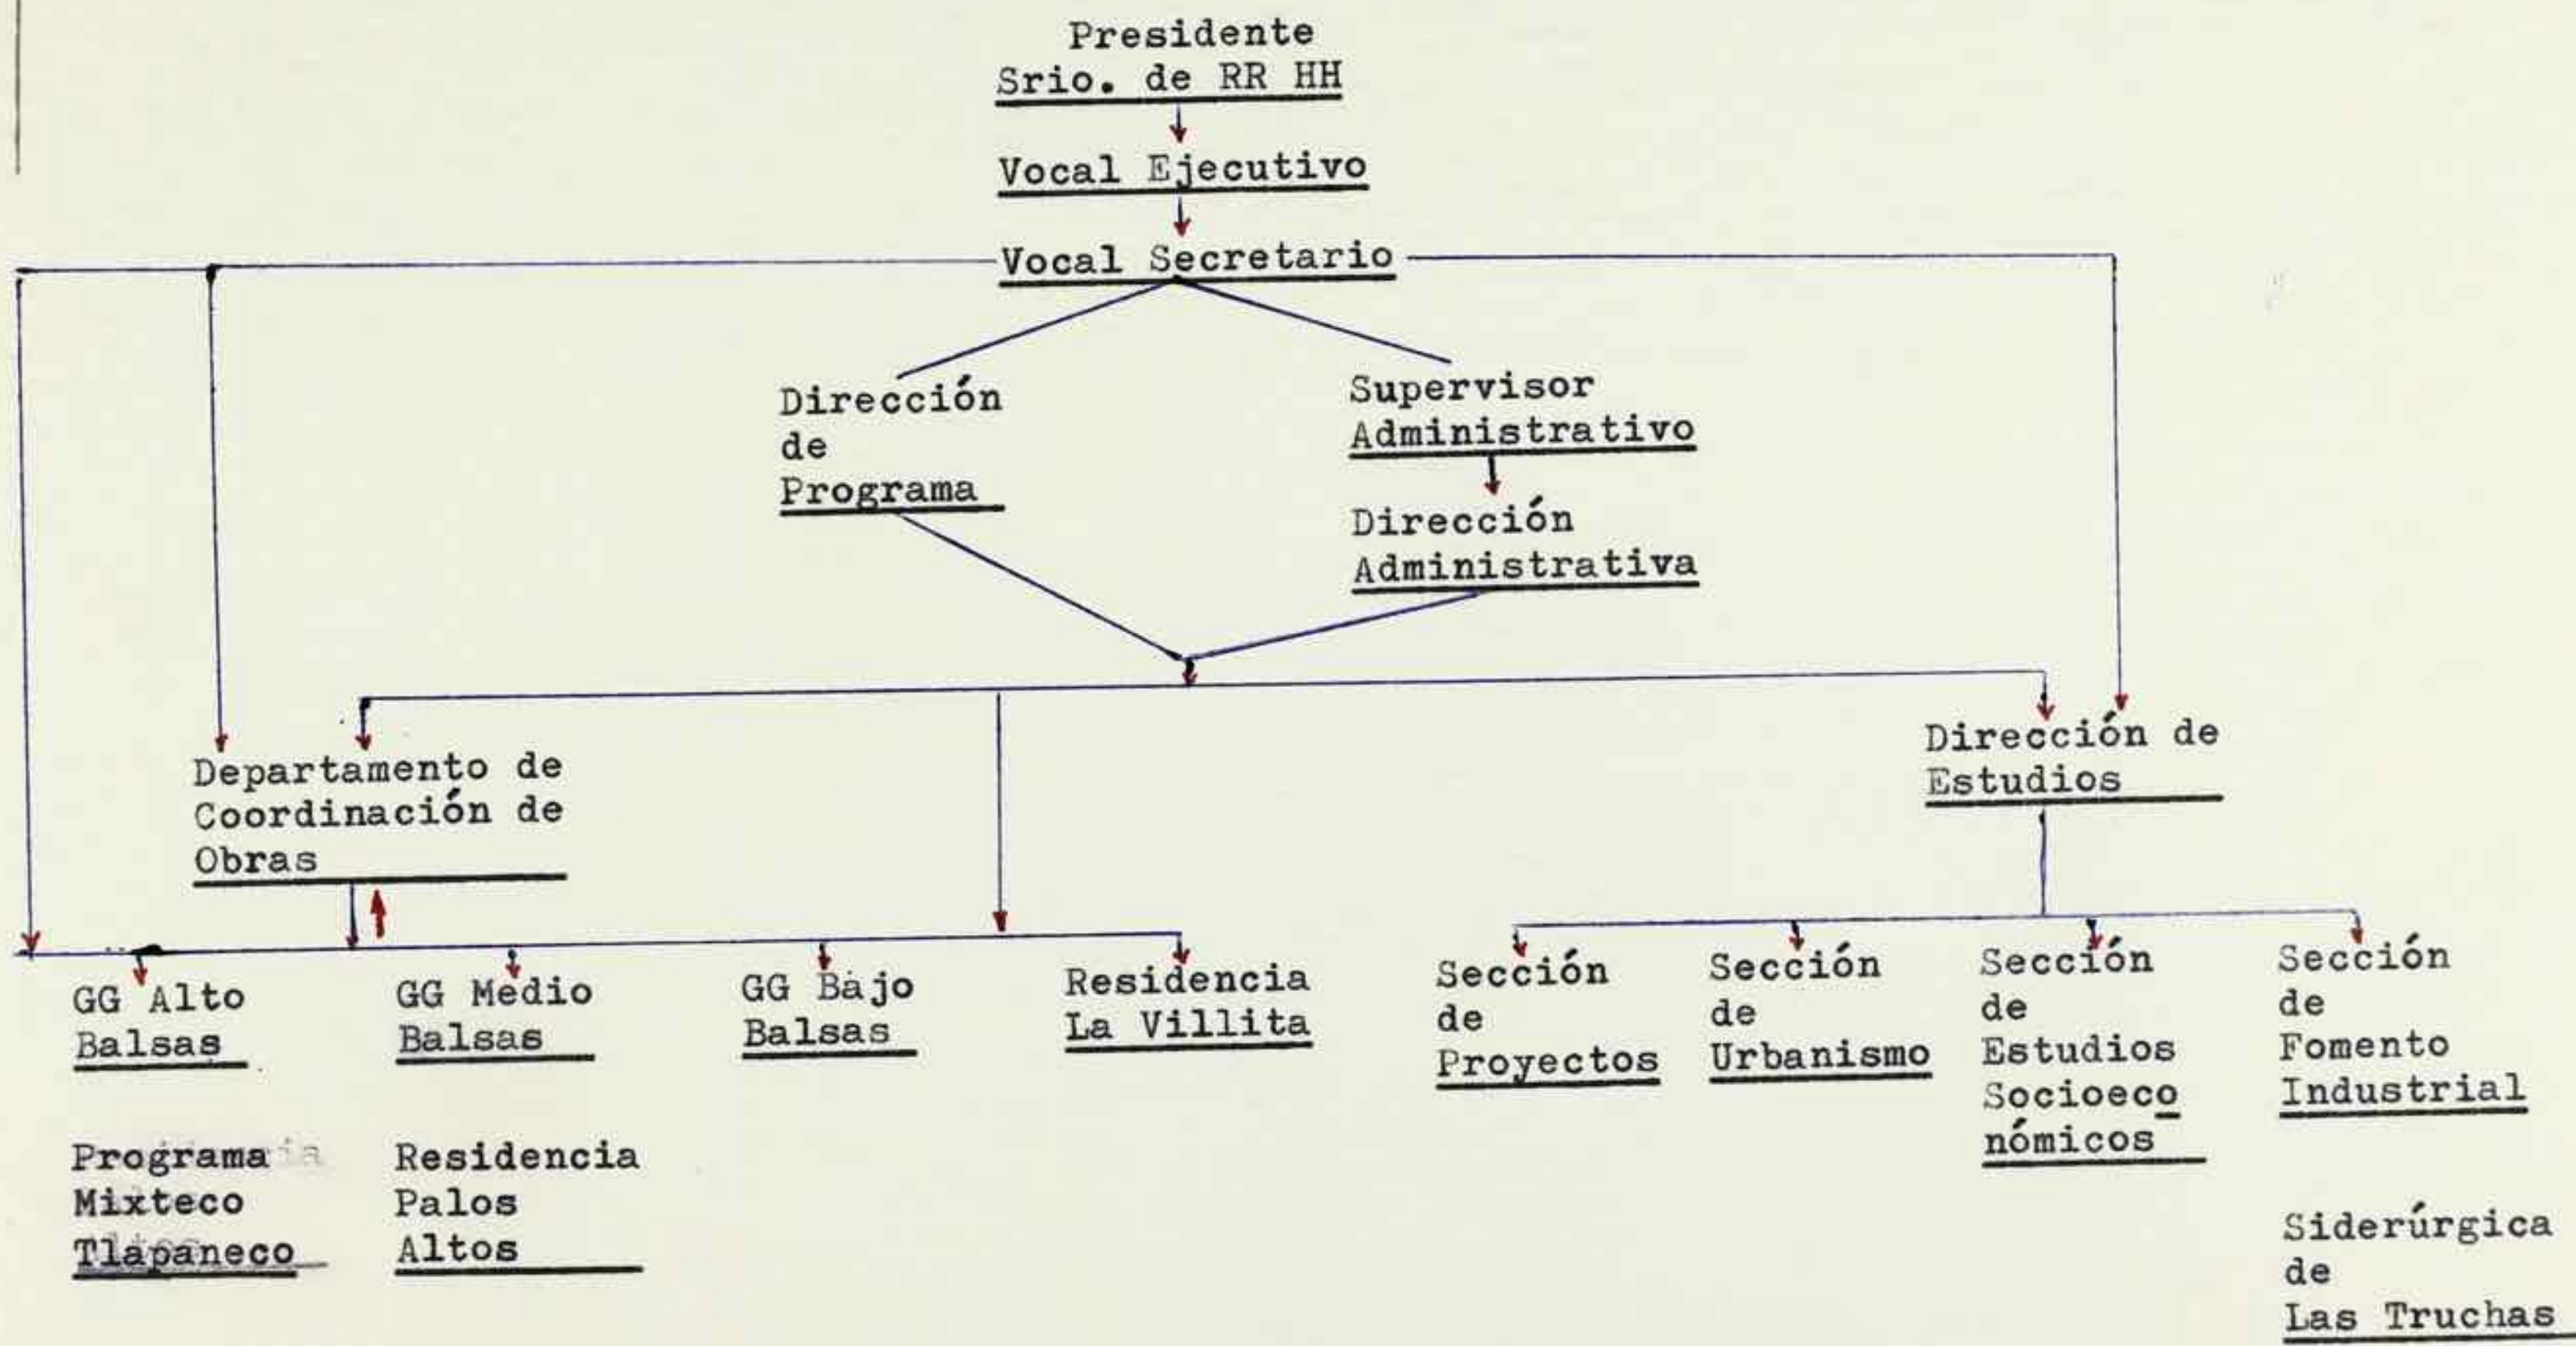 Presidente
Srio. de RR HH
Vocal Ejecutivo
Vocal Secretario
Dirección
de
Programa
Supervisor
Administrativo
Dirección
Administrativa
Departamento de
Coordinación de
Obras
Dirección de
Estudios
GG Alto
Balsas
GG Medio
Balsas
GG Bajo
Balsas
Residencia
La Villita
Sección
de
Proyectos
Sección
de
Urbanismo
Sección
de
Estudios
Socioeco
nómicos
Sección
de
Fomento
Industrial
Programa
Mixteco
Tlapaneco
Residencia
Palos
Altos
Siderúrgica
de
Las Truchas